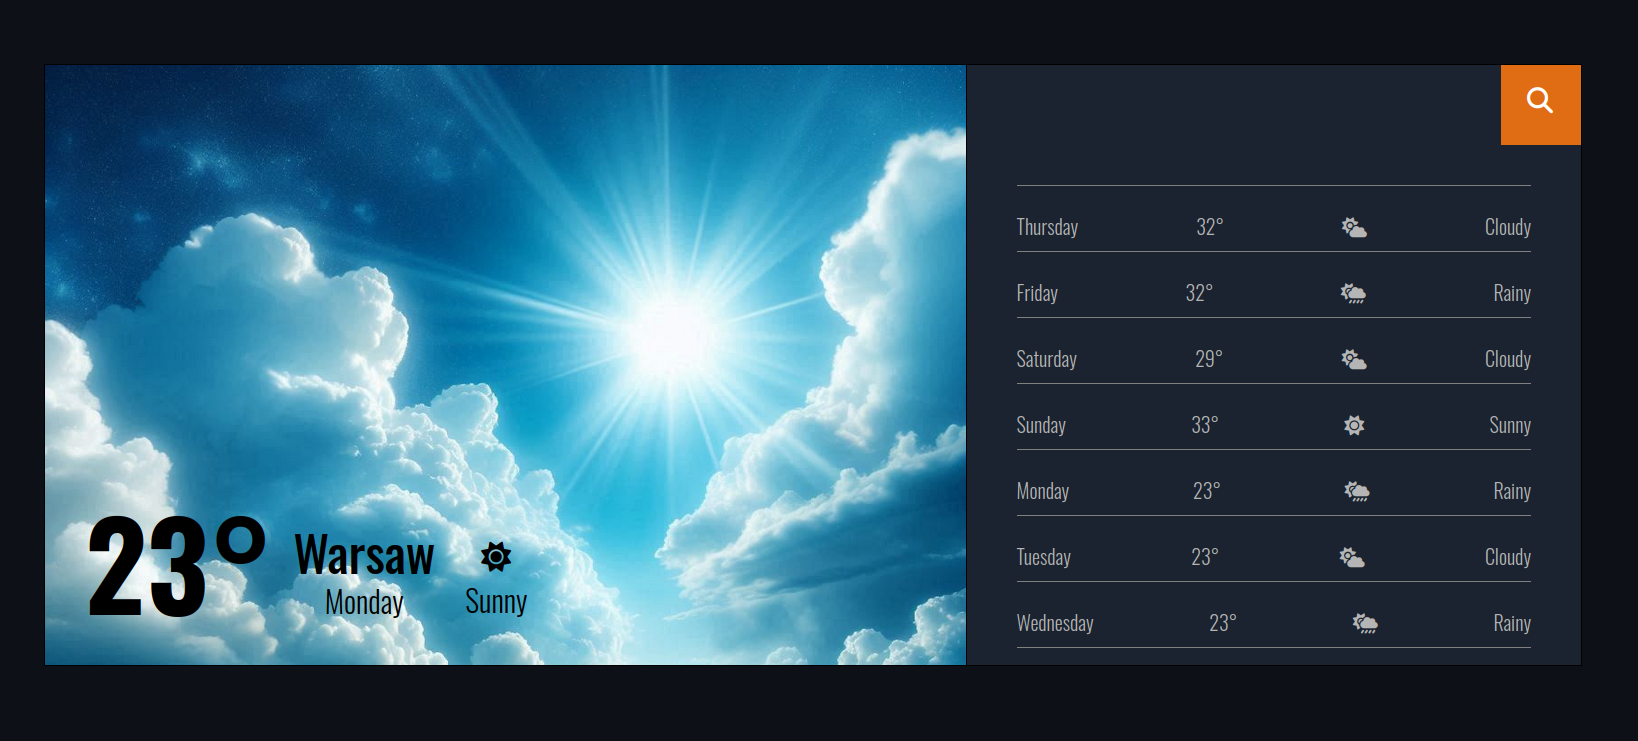 23° Warsaw
Monday Sunny
Thursday 32° Cloudy
Friday 32° Rainy
Saturday 29° Cloudy
Sunday 33° Sunny
Monday 23° Rainy
Tuesday 23° Cloudy
Wednesday 23° Rainy